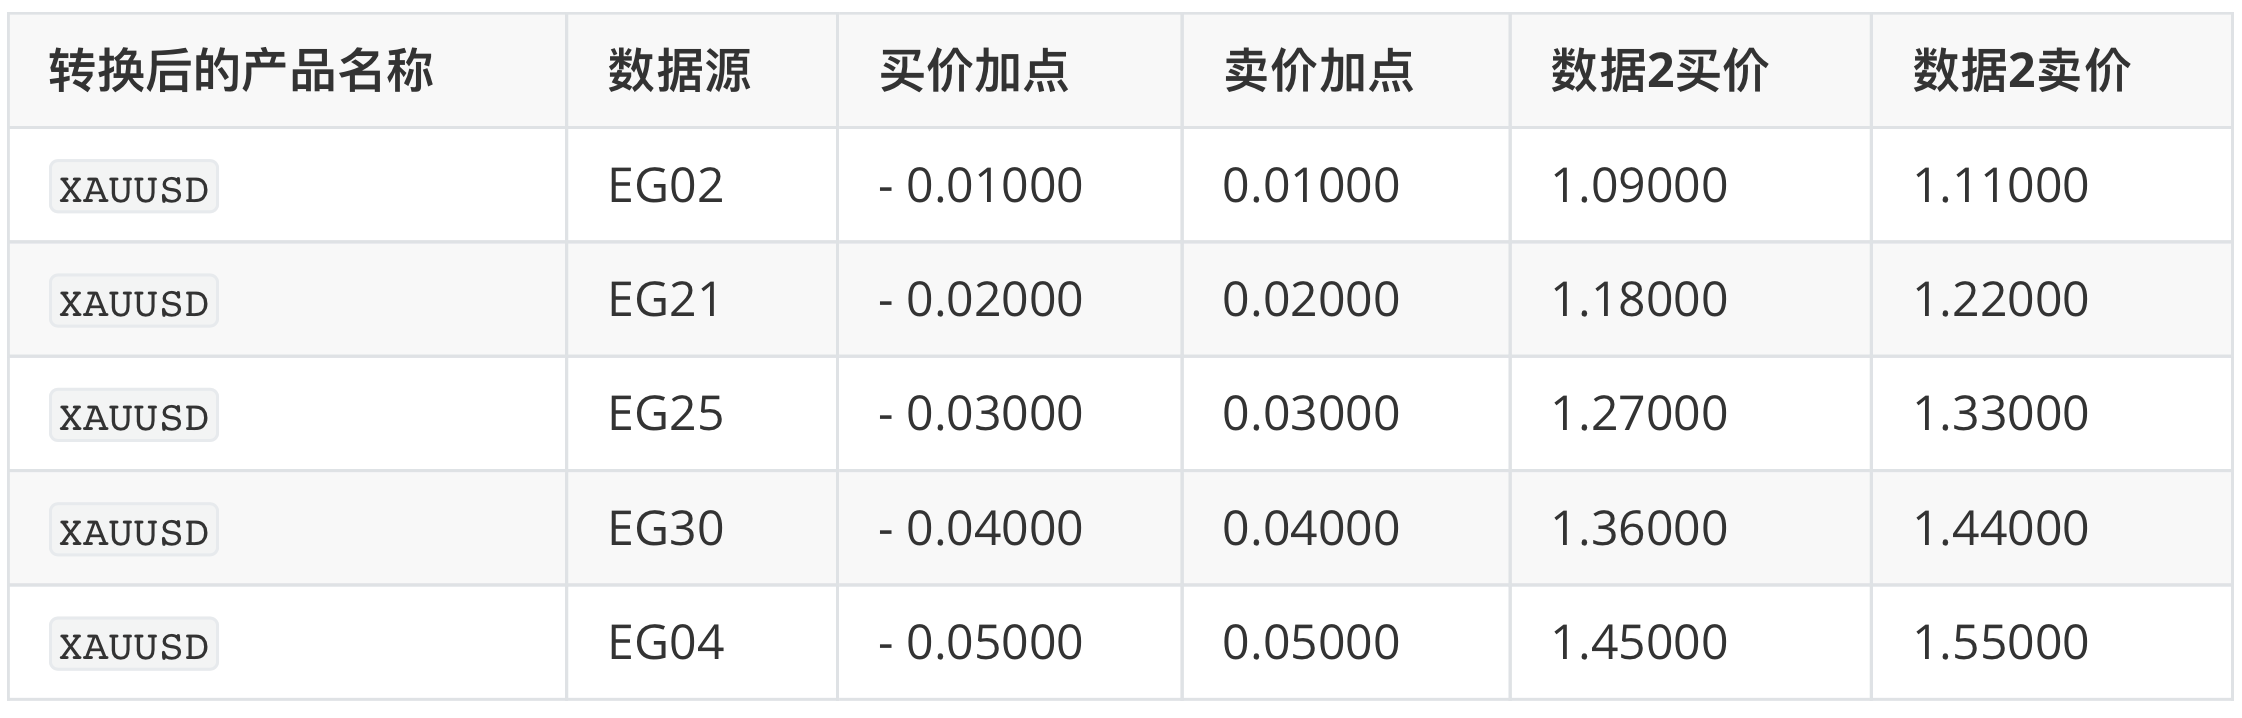 转换后的产品名称 数据源 买价加点 卖价加点 数据2买价 数据2卖价
XAUUSD EG02 - 0.01000 0.01000 1.09000 1.11000
XAUUSD EG21 - 0.02000 0.02000 1.18000 1.22000
XAUUSD EG25 - 0.03000 0.03000 1.27000 1.33000
XAUUSD EG30 - 0.04000 0.04000 1.36000 1.44000
XAUUSD EG04 - 0.05000 0.05000 1.45000 1.55000